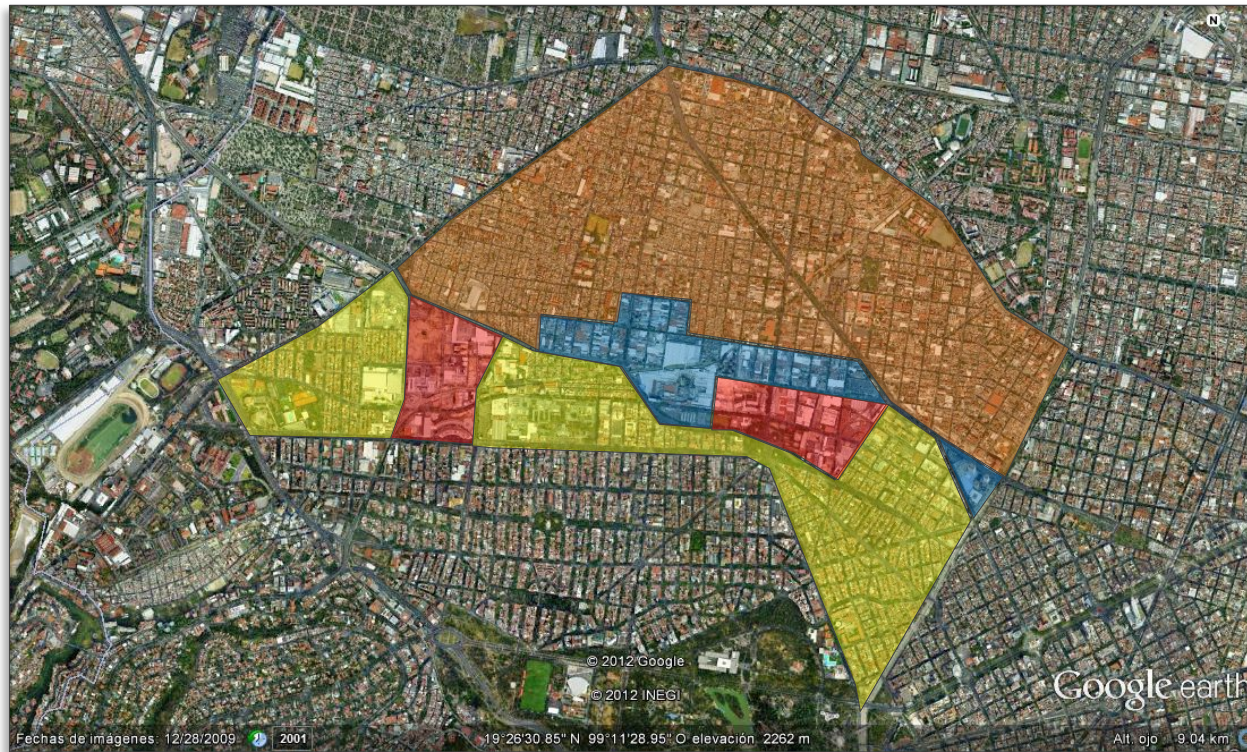 N
© 2012 Google
© 2012 INEGI
Google earth
Fechas de imágenes: 12/28/2009 2001 19°26'30.85" N 99°11'28.95" O elevación 2262 m Alt. ojo 9.04 km